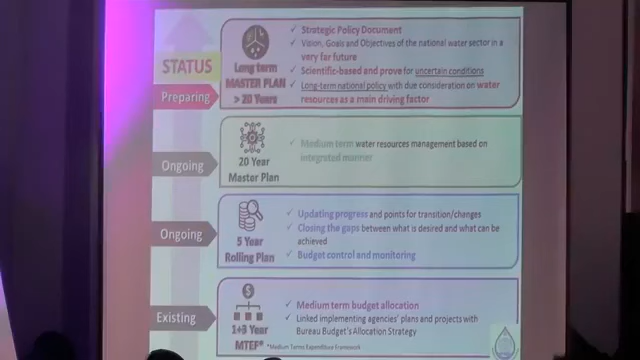 STATUS
Preparing
Long term
MASTER PLAN
> 20 Years
✓ Strategic Policy Document
✓ Vision, Goals and Objectives of the national water sector in a
very far future
✓ Scientific-based and prove for uncertain conditions
✓ Long-term national policy with due consideration on water
resources as a main driving factor
Ongoing
20 Year
Master Plan
✓ Medium term water resources management based on
integrated manner
Ongoing
5 Year
Rolling Plan
✓ Updating progress and points for transition/changes
✓ Closing the gaps between what is desired and what can be
achieved
✓ Budget control and monitoring
Existing
1+3 Year
MTEF*
✓ Medium term budget allocation
✓ Linked implementing agencies' plans and projects with
Bureau Budget's Allocation Strategy
*Medium Terms Expenditure Framework